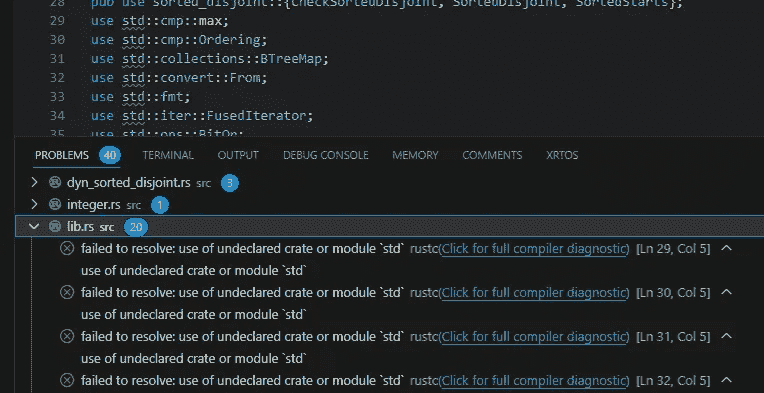 28 pub use sorted_disjoint::{CheckSortedDisjoint, SortedDisjoint, SortedStarts};
29 use std::cmp::max;
30 use std::cmp::Ordering;
31 use std::collections::BTreeMap;
32 use std::convert::From;
33 use std::fmt;
34 use std::iter::FusedIterator;
35 use std::ops::BitOr;
PROBLEMS 40 TERMINAL OUTPUT DEBUG CONSOLE MEMORY COMMENTS XRTOS
dyn_sorted_disjoint.rs src 3
integer.rs src 1
lib.rs src 20
failed to resolve: use of undeclared crate or module `std` rustc(Click for full compiler diagnostic) [Ln 29, Col 5]
use of undeclared crate or module `std`
failed to resolve: use of undeclared crate or module `std` rustc(Click for full compiler diagnostic) [Ln 30, Col 5]
use of undeclared crate or module `std`
failed to resolve: use of undeclared crate or module `std` rustc(Click for full compiler diagnostic) [Ln 31, Col 5]
use of undeclared crate or module `std`
failed to resolve: use of undeclared crate or module `std` rustc(Click for full compiler diagnostic) [Ln 32, Col 5]